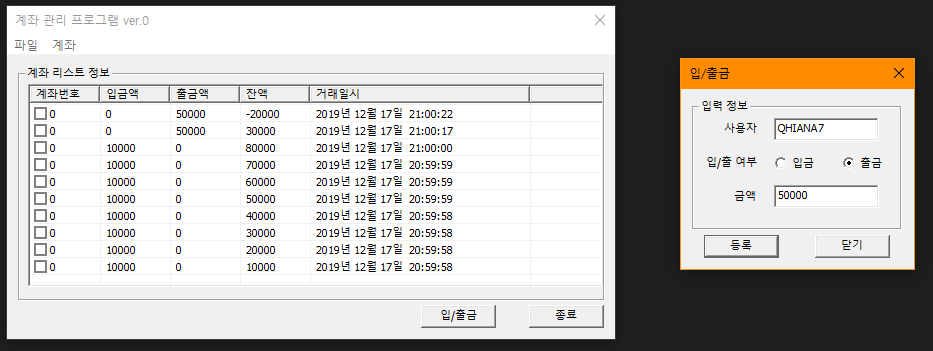 계좌 관리 프로그램 ver.0
파일 계좌
계좌 리스트 정보
계좌번호 입금액 출금액 잔액 거래일시
0 0 50000 -20000 2019년 12월 17일 21:00:22
0 0 50000 30000 2019년 12월 17일 21:00:17
0 10000 0 80000 2019년 12월 17일 21:00:00
0 10000 0 70000 2019년 12월 17일 20:59:59
0 10000 0 60000 2019년 12월 17일 20:59:59
0 10000 0 50000 2019년 12월 17일 20:59:59
0 10000 0 40000 2019년 12월 17일 20:59:58
0 10000 0 30000 2019년 12월 17일 20:59:58
0 10000 0 20000 2019년 12월 17일 20:59:58
0 10000 0 10000 2019년 12월 17일 20:59:58
입/출금 종료
입/출금
입력 정보
사용자 QHIANA7
입/출 여부 입금 출금
금액 50000
등록 닫기